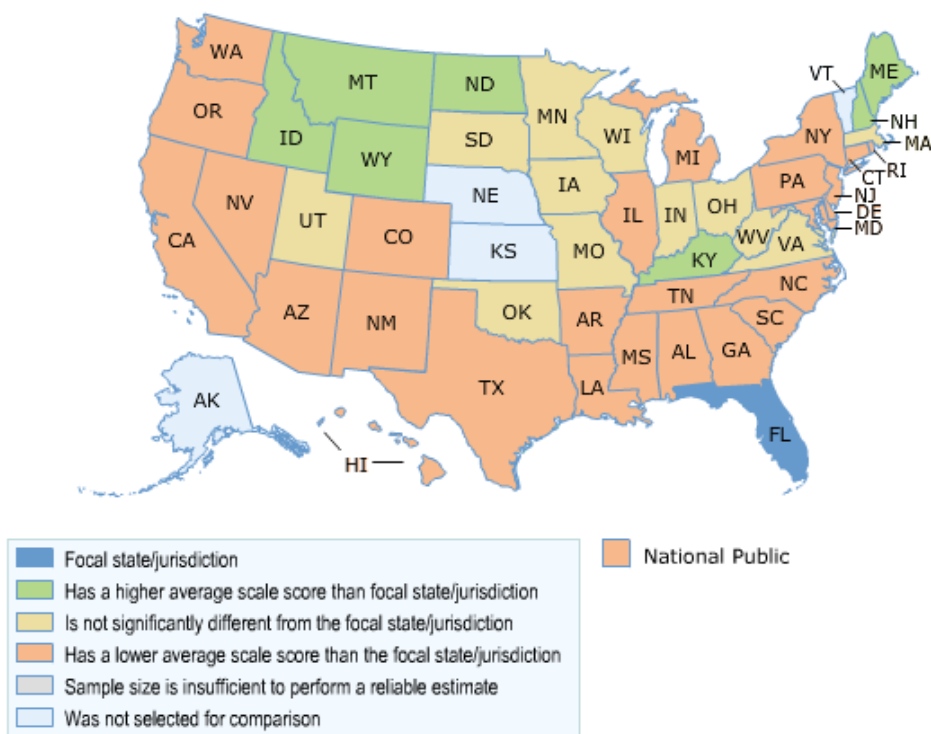 WA
MT
ND
MN
VT
ME
OR
ID
SD
WI
NH
MA
WY
MI
NY
RI
CT
NE
IA
PA
NJ
NV
UT
CO
IL
IN
OH
DE
MD
CA
KS
MO
WV
VA
KY
AZ
NM
OK
AR
TN
NC
SC
TX
LA
MS
AL
GA
AK
FL
HI
Focal state/jurisdiction
National Public
Has a higher average scale score than focal state/jurisdiction
Is not significantly different from the focal state/jurisdiction
Has a lower average scale score than the focal state/jurisdiction
Sample size is insufficient to perform a reliable estimate
Was not selected for comparison